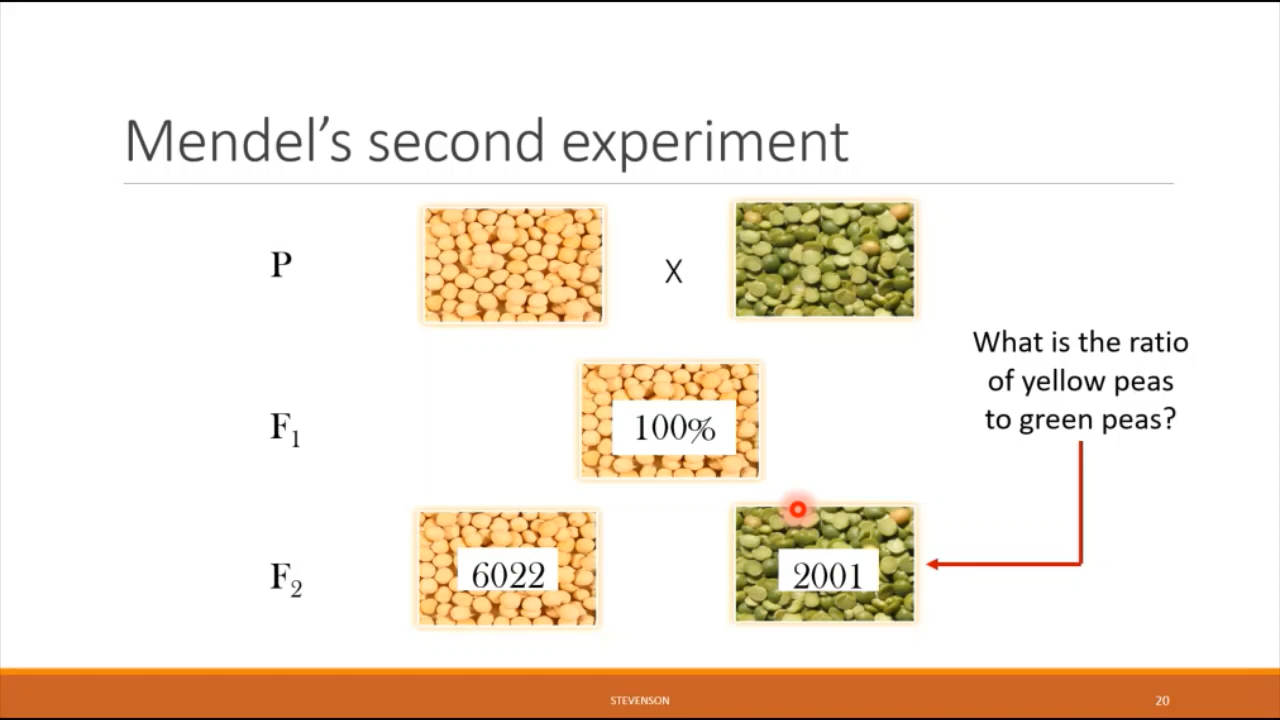 Mendel’s second experiment
P
X
F₁
100%
What is the ratio
of yellow peas
to green peas?
F₂
6022
2001
STEVENSON
20